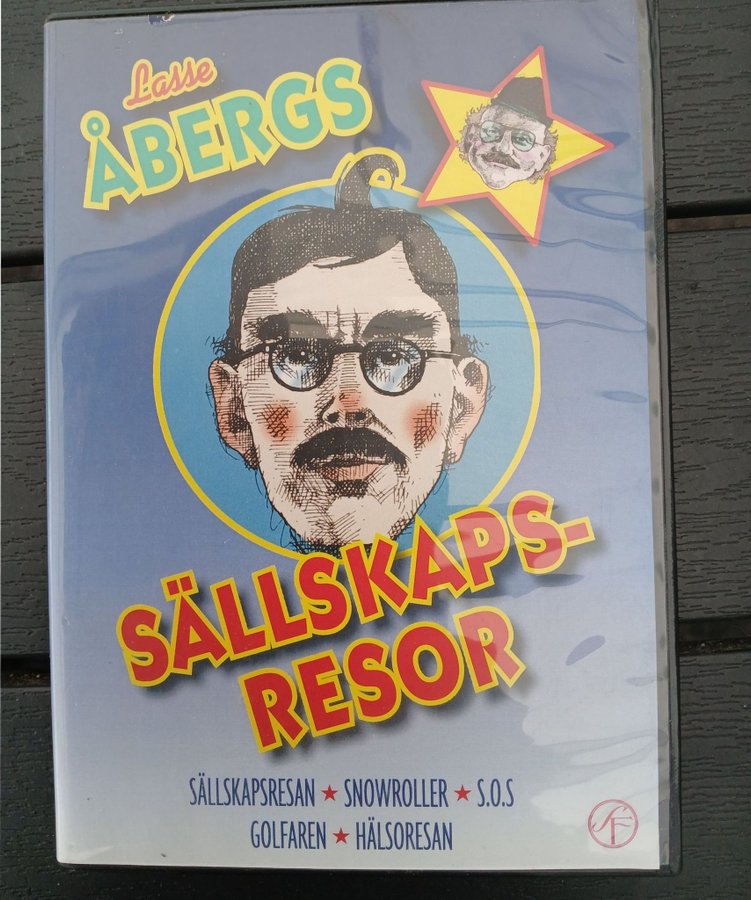 Lasse
ÅBERGS
SÄLLSKAPS-
RESOR
SÄLLSKAPSRESAN ★ SNOWROLLER ★ S.O.S
GOLFAREN ★ HÄLSORESAN
SF